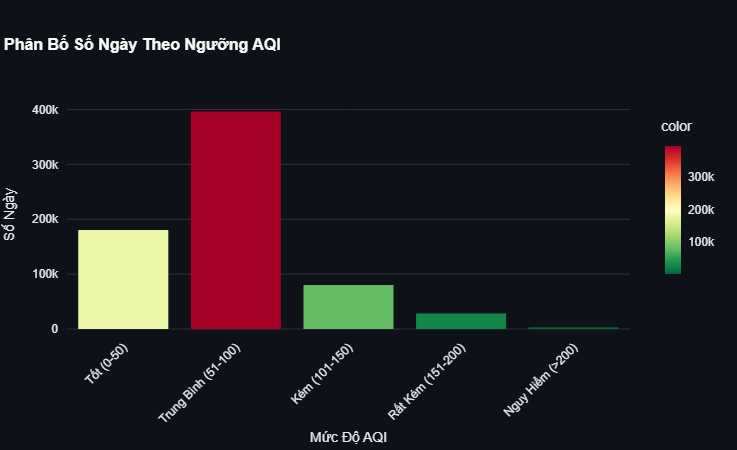 Phân Bố Số Ngày Theo Ngưỡng AQI
400k
300k
200k
100k
0
Số Ngày
Tốt (0-50)
Trung Bình (51-100)
Kém (101-150)
Rất Kém (151-200)
Nguy Hiểm (>200)
Mức Độ AQI
color
300k
200k
100k